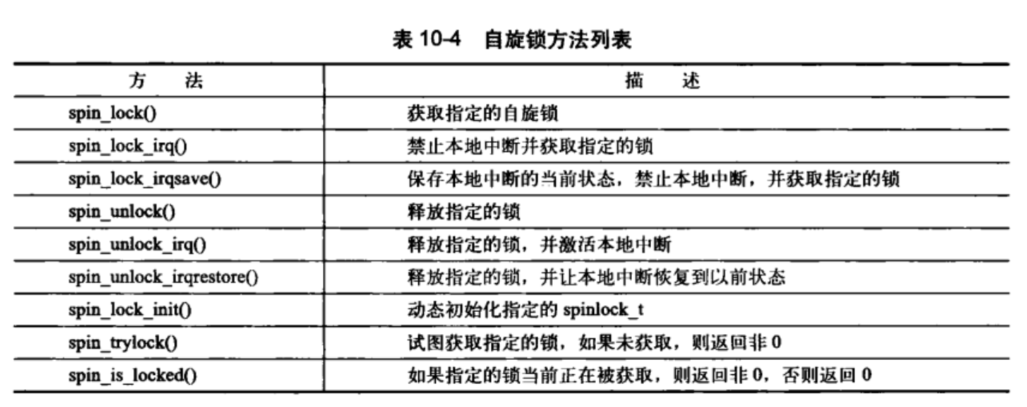 表 10-4 自旋锁方法列表
方 法 描 述
spin_lock() 获取指定的自旋锁
spin_lock_irq() 禁止本地中断并获取指定的锁
spin_lock_irqsave() 保存本地中断的当前状态，禁止本地中断，并获取指定的锁
spin_unlock() 释放指定的锁
spin_unlock_irq() 释放指定的锁，并激活本地中断
spin_unlock_irqrestore() 释放指定的锁，并让本地中断恢复到以前状态
spin_lock_init() 动态初始化指定的 spinlock_t
spin_trylock() 试图获取指定的锁，如果未获取，则返回非 0
spin_is_locked() 如果指定的锁当前正在被获取，则返回非 0，否则返回 0